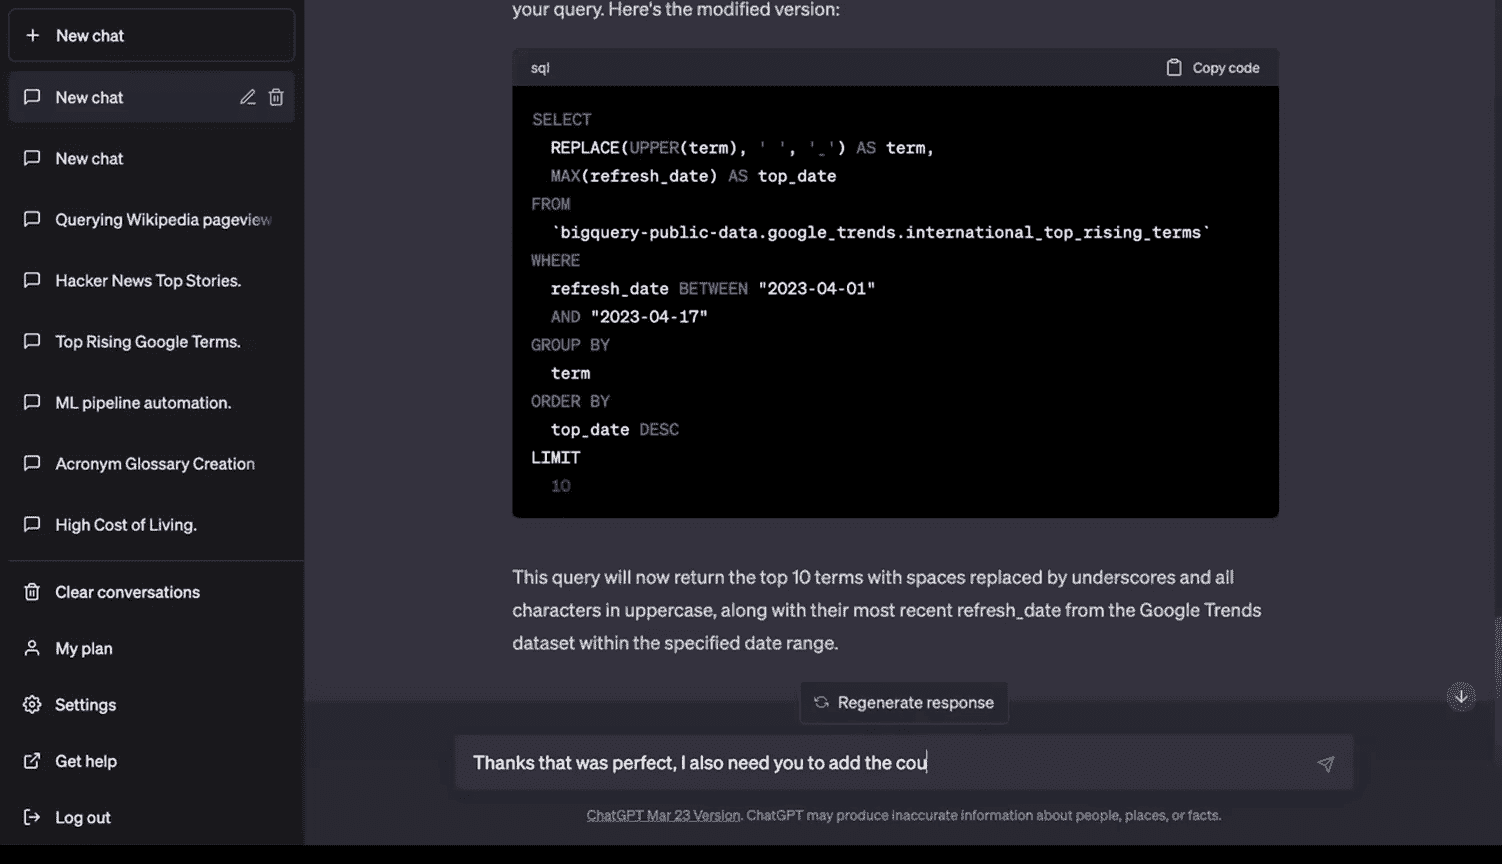 New chat
New chat
New chat
Querying Wikipedia pageview
Hacker News Top Stories.
Top Rising Google Terms.
ML pipeline automation.
Acronym Glossary Creation
High Cost of Living.
Clear conversations
My plan
Settings
Get help
Log out
your query. Here's the modified version:
sql
Copy code
SELECT
REPLACE(UPPER(term), ' ', '_') AS term,
MAX(refresh_date) AS top_date
FROM
`bigquery-public-data.google_trends.international_top_rising_terms`
WHERE
refresh_date BETWEEN "2023-04-01"
AND "2023-04-17"
GROUP BY
term
ORDER BY
top_date DESC
LIMIT
10
This query will now return the top 10 terms with spaces replaced by underscores and all
characters in uppercase, along with their most recent refresh_date from the Google Trends
dataset within the specified date range.
Regenerate response
Thanks that was perfect, I also need you to add the cou
ChatGPT Mar 23 Version. ChatGPT may produce inaccurate information about people, places, or facts.